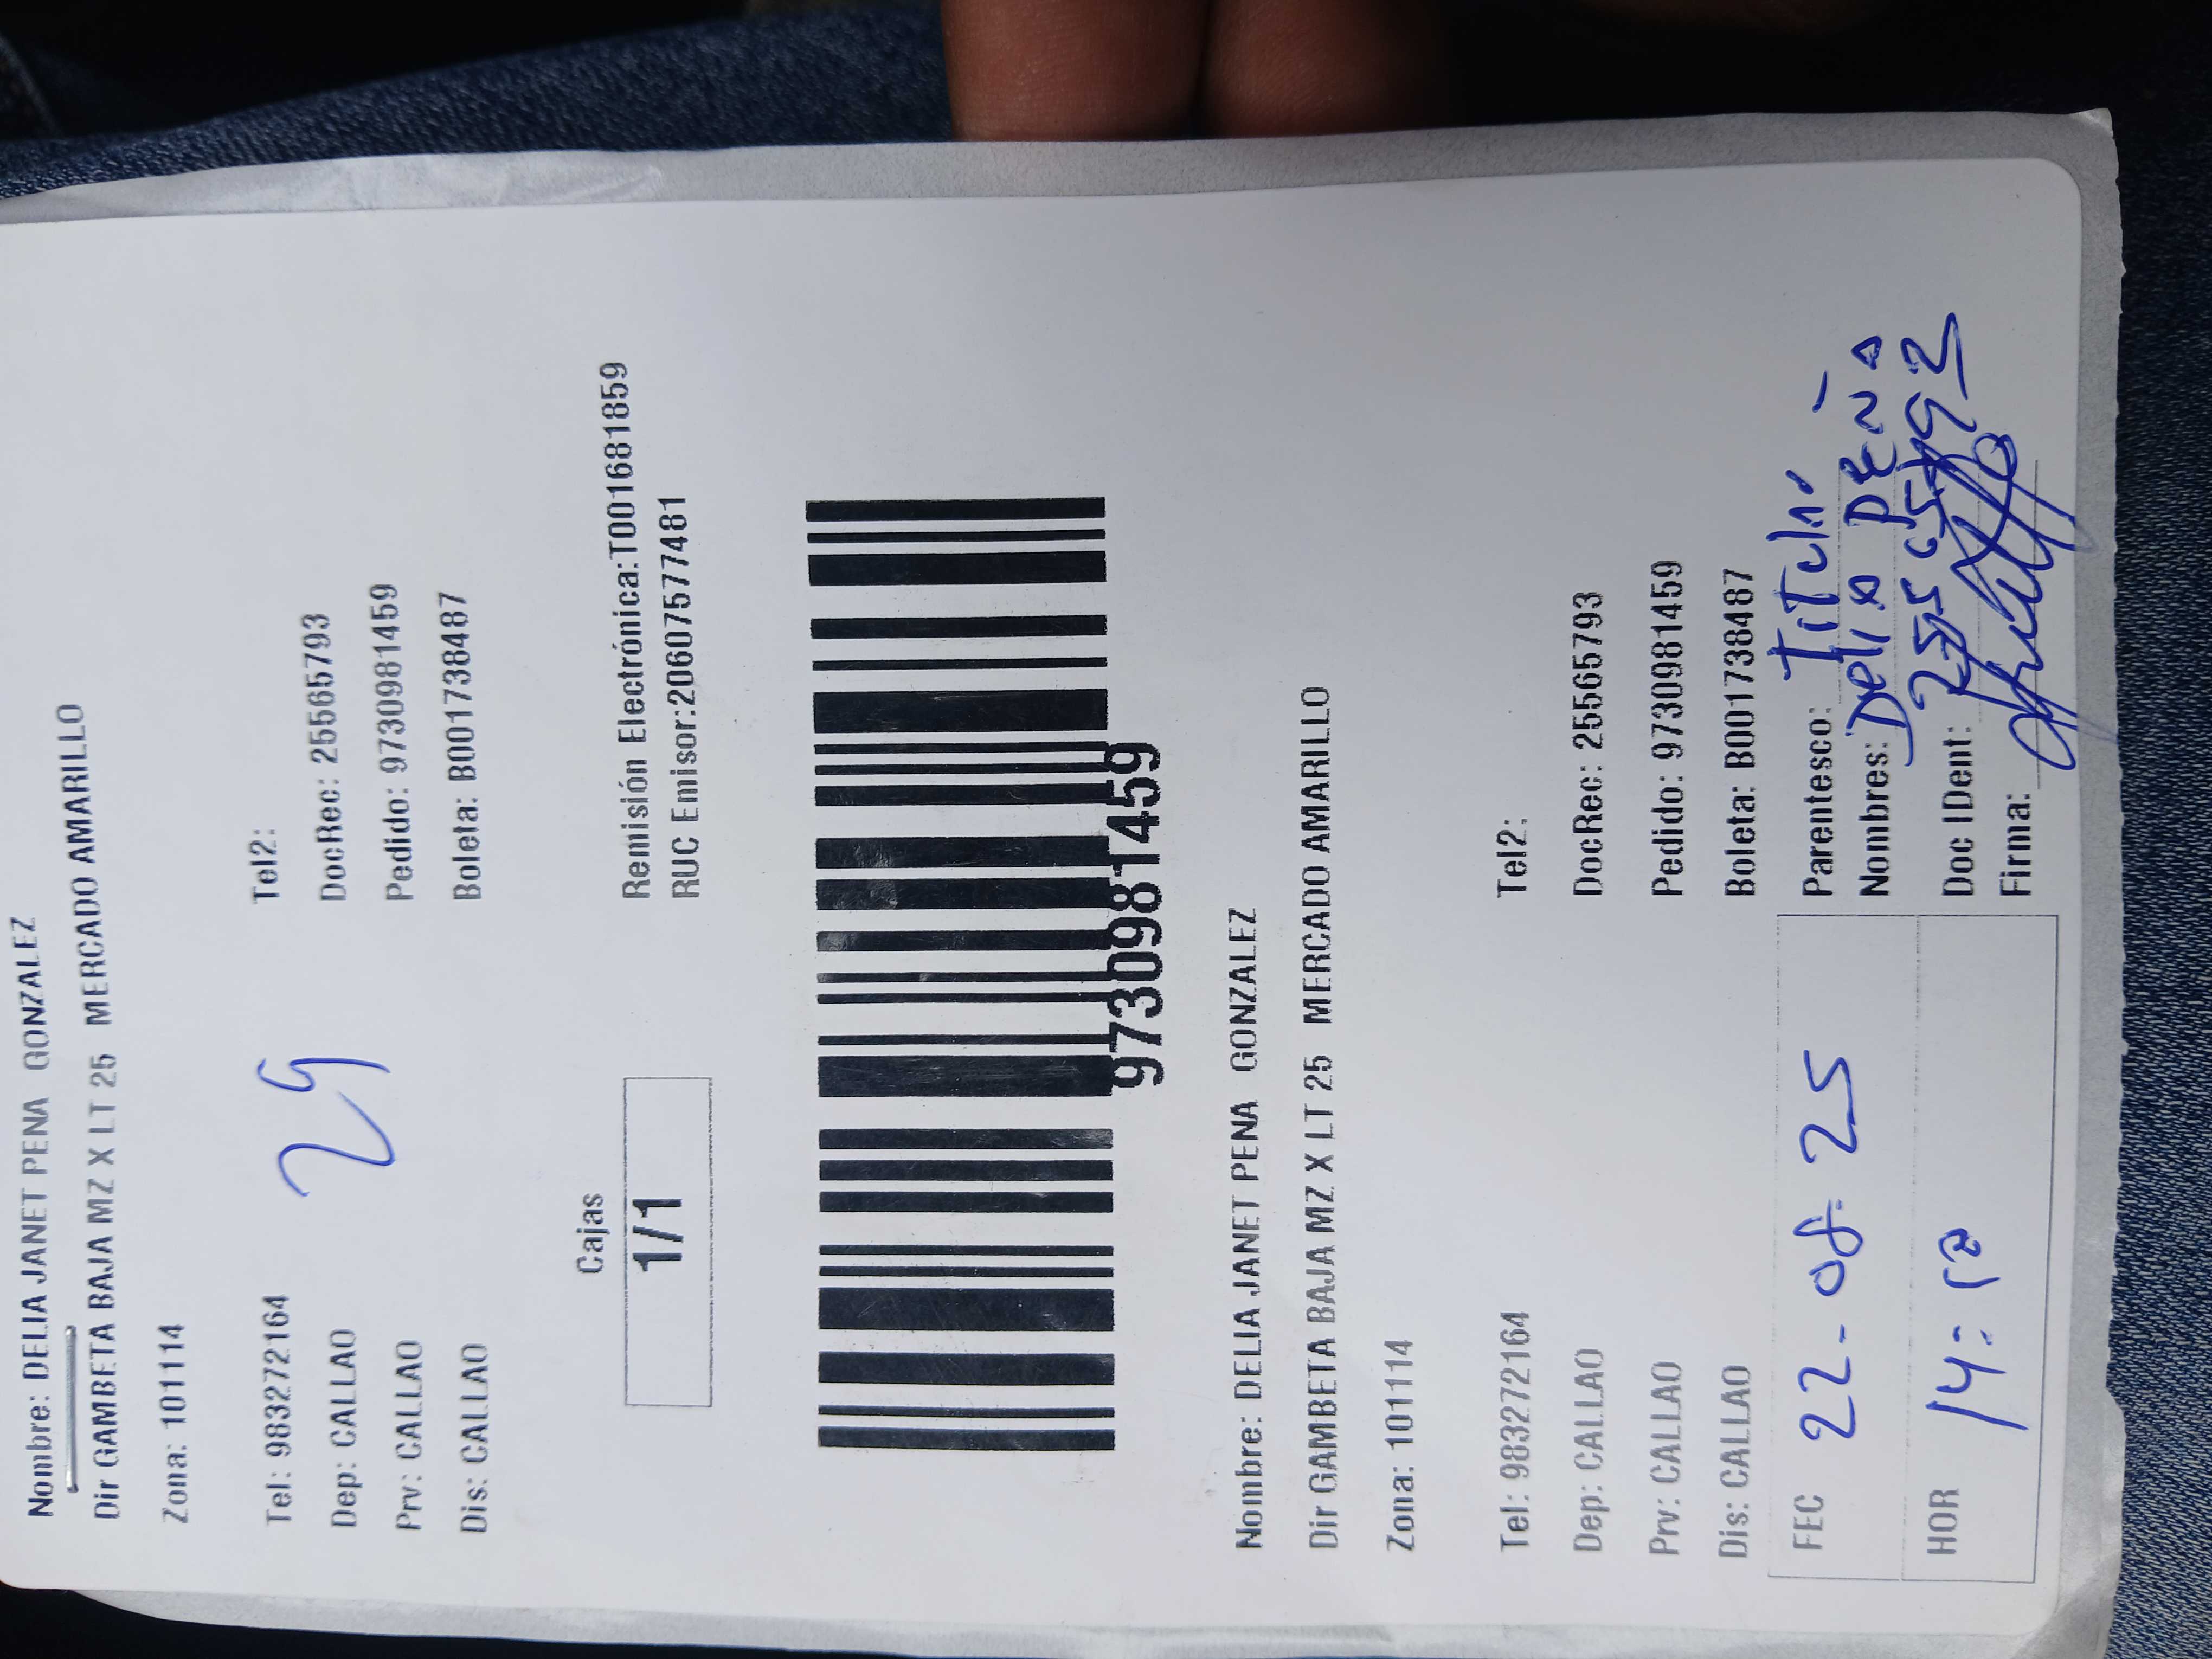 Nombre: DELIA JANET PENA GONZALEZ
Dir GAMBETA BAJA MZ X LT 25 MERCADO AMARILLO
Zona: 101114
Tel: 983272164 Tel2:
29
Dep: CALLAO DocRec: 25565793
Prv: CALLAO Pedido: 97309814​59
Dis: CALLAO Boleta: B001738487
Cajas
1/1
Remisión Electrónica:T001681859
RUC Emisor:20607577481
9730981459
Nombre: DELIA JANET PENA GONZALEZ
Dir GAMBETA BAJA MZ X LT 25 MERCADO AMARILLO
Zona: 101114
Tel: 983272164 Tel2:
Dep: CALLAO DocRec: 25565793
Prv: CALLAO Pedido: 9730981459
Dis: CALLAO Boleta: B001738487
FEC 22-08-25
HOR 14:
Parentesco:
Nombres: Delia PEÑA
Doc IDent:
Firma: